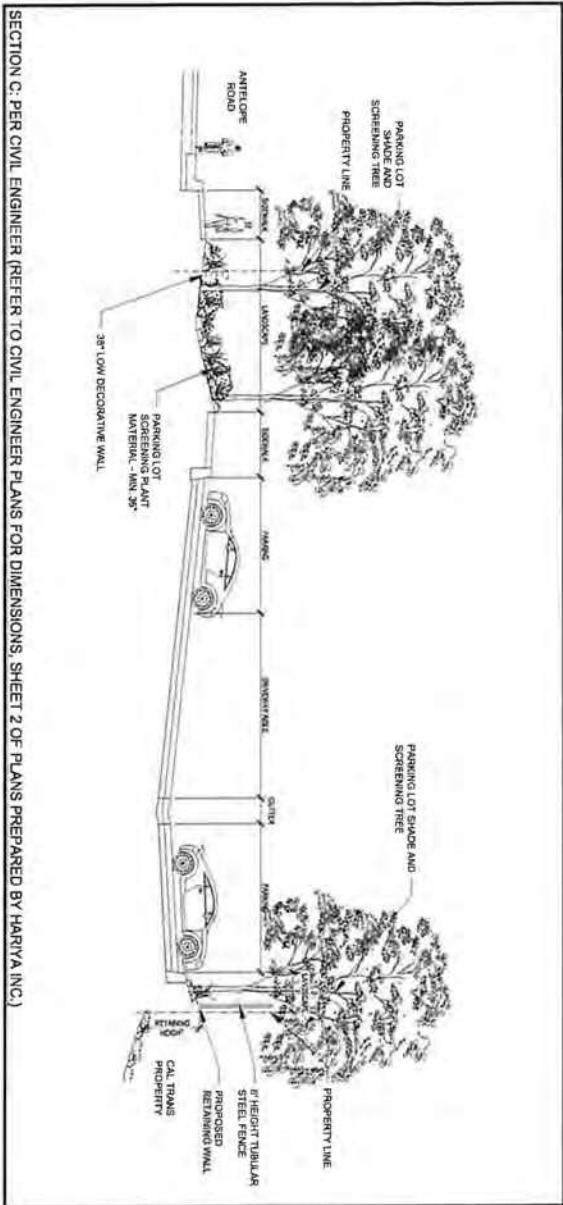 PARKING LOT
SHADE AND
SCREENING TREE
PROPERTY LINE
ANTELOPE
ROAD
SIDEWALK
LANDSCAPE
SIDEWALK
PARKING
DRIVEWAY AISLE
GUTTER
PARKING
PARKING LOT SHADE AND
SCREENING TREE
PROPERTY LINE
38" LOW DECORATIVE WALL
PARKING LOT
SCREENING PLANT
MATERIAL - MIN. 36"
RETAINING
HEIGHT
CAL TRANS
PROPERTY
PROPOSED
RETAINING WALL
6' HEIGHT TUBULAR
STEEL FENCE
SECTION C: PER CIVIL ENGINEER (REFER TO CIVIL ENGINEER PLANS FOR DIMENSIONS, SHEET 2 OF PLANS PREPARED BY HARIYA INC.)